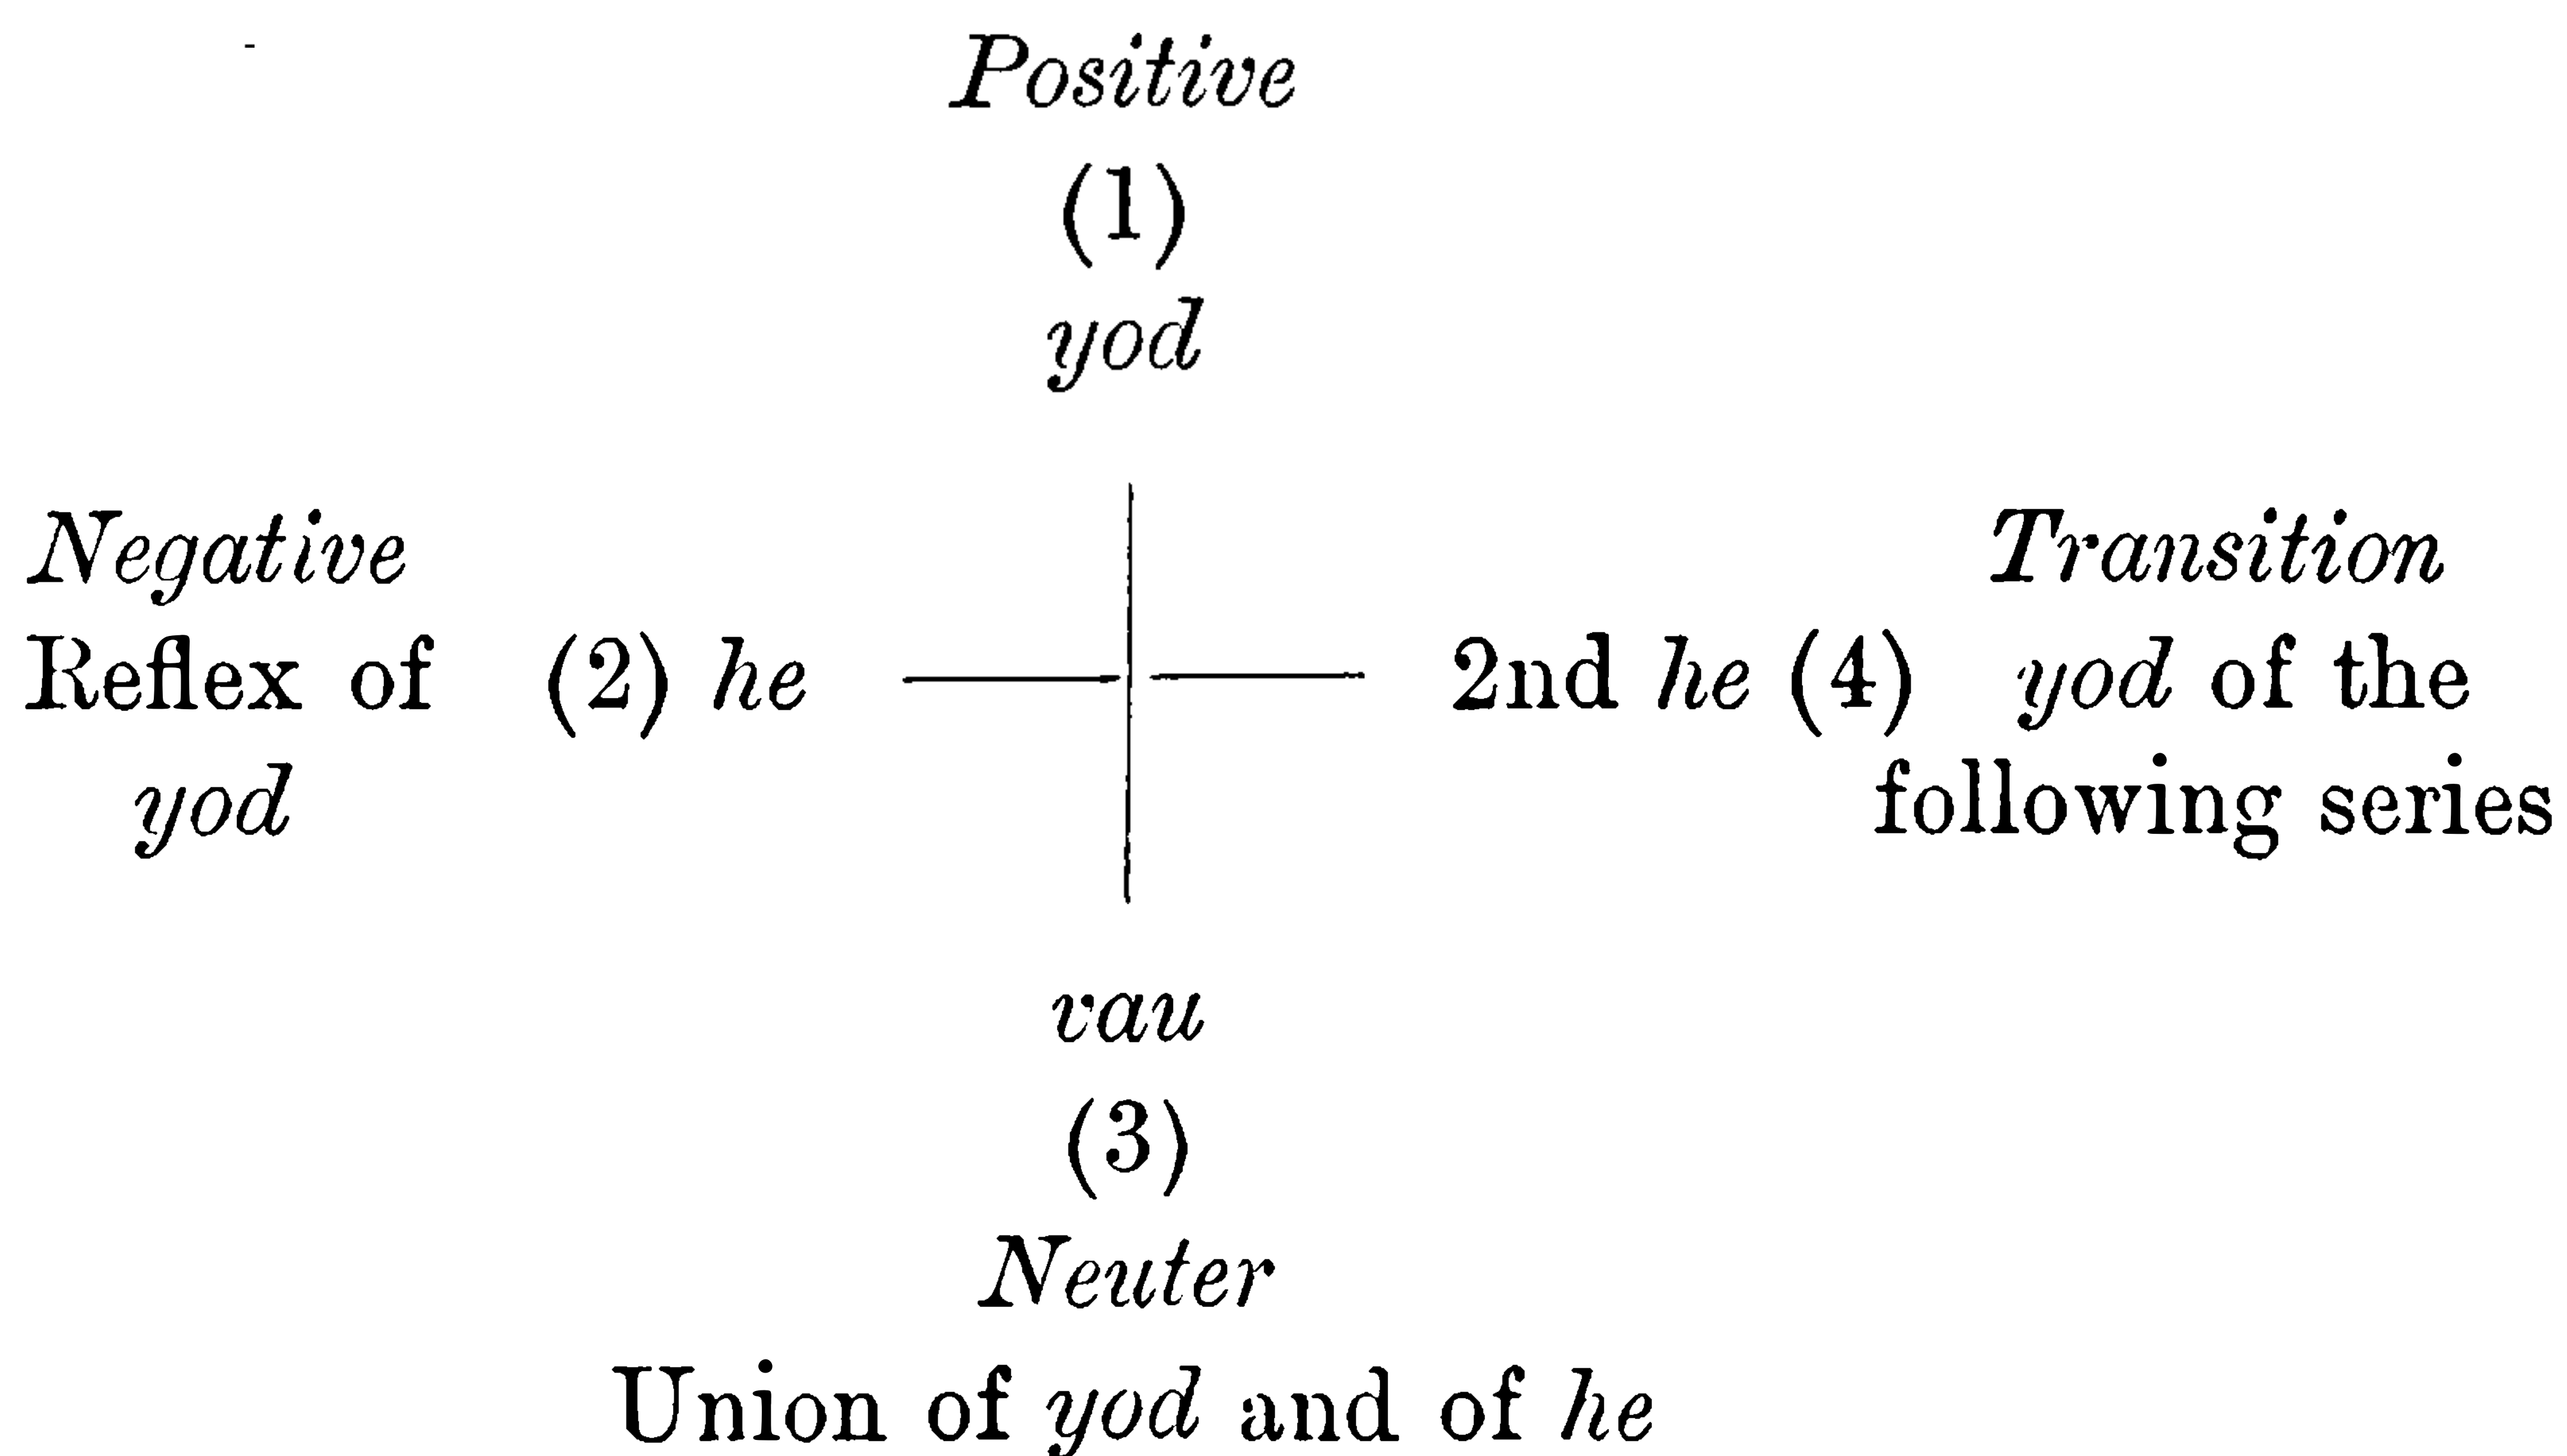 Positive
(1)
yod
Negative Transition
Reflex of (2) he 2nd he (4) yod of the
yod following series
vau
(3)
Neuter
Union of yod and of he